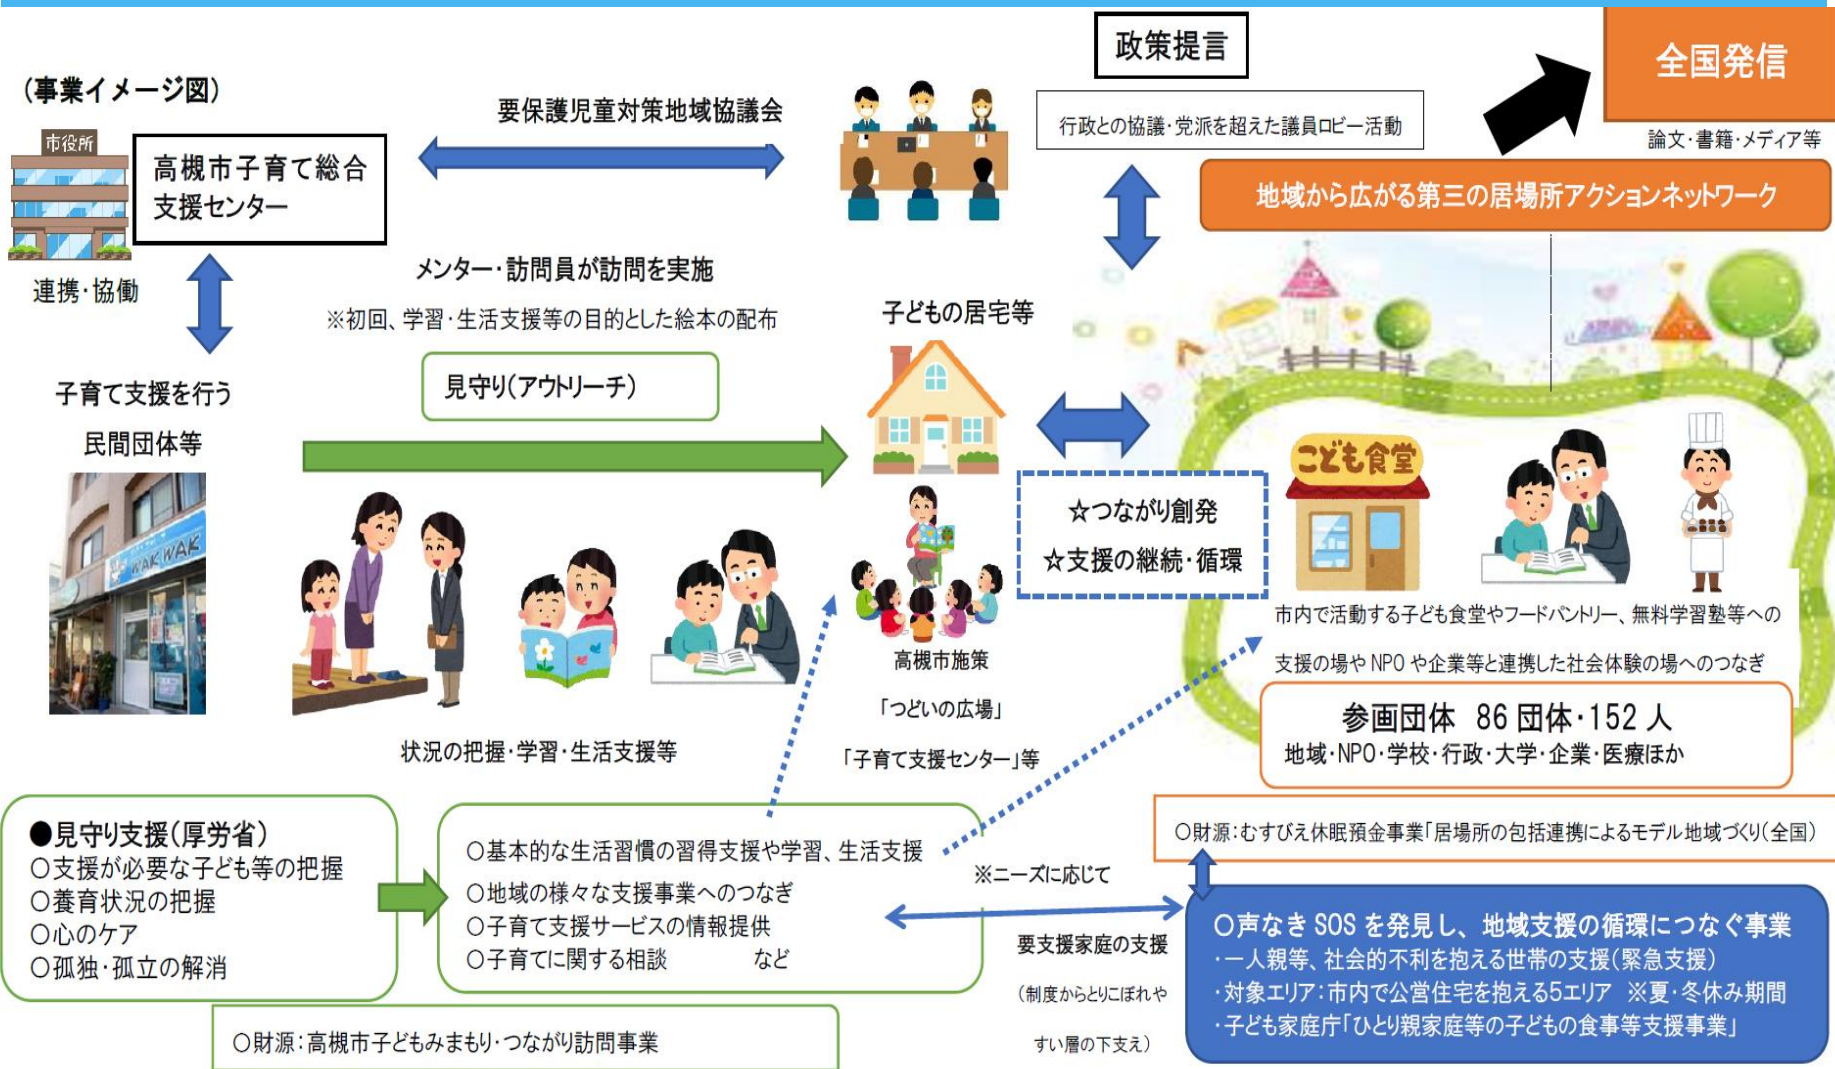 政策提言
全国発信
(事業イメージ図)
要保護児童対策地域協議会
行政との協議・党派を超えた議員ロビー活動
論文・書籍・メディア等
市役所
高槻市子育て総合
支援センター
地域から広がる第三の居場所アクションネットワーク
連携・協働
メンター・訪問員が訪問を実施
※初回、学習・生活支援等の目的とした絵本の配布
子どもの居宅等
見守り(アウトリーチ)
子育て支援を行う
民間団体等
WAK WAK
こども食堂
☆つながり創発
☆支援の継続・循環
市内で活動する子ども食堂やフードパントリー、無料学習塾等への
支援の場や NPO や企業等と連携した社会体験の場へのつなぎ
高槻市施策
「つどいの広場」
「子育て支援センター」等
状況の把握・学習・生活支援等
参画団体 86 団体・152 人
地域・NPO・学校・行政・大学・企業・医療ほか
●見守り支援(厚労省)
○支援が必要な子ども等の把握
○養育状況の把握
○心のケア
○孤独・孤立の解消
○基本的な生活習慣の習得支援や学習、生活支援
○地域の様々な支援事業へのつなぎ
○子育て支援サービスの情報提供
○子育てに関する相談 など
○財源:高槻市子どもみまもり・つながり訪問事業
※ニーズに応じて
要支援家庭の支援
(制度からとりこぼれや
すい層の下支え)
○財源:むすびえ休眠預金事業「居場所の包括連携によるモデル地域づくり(全国)
○声なき SOS を発見し、地域支援の循環につなぐ事業
・一人親等、社会的不利を抱える世帯の支援(緊急支援)
・対象エリア:市内で公営住宅を抱える5エリア ※夏・冬休み期間
・子ども家庭庁「ひとり親家庭等の子どもの食事等支援事業」